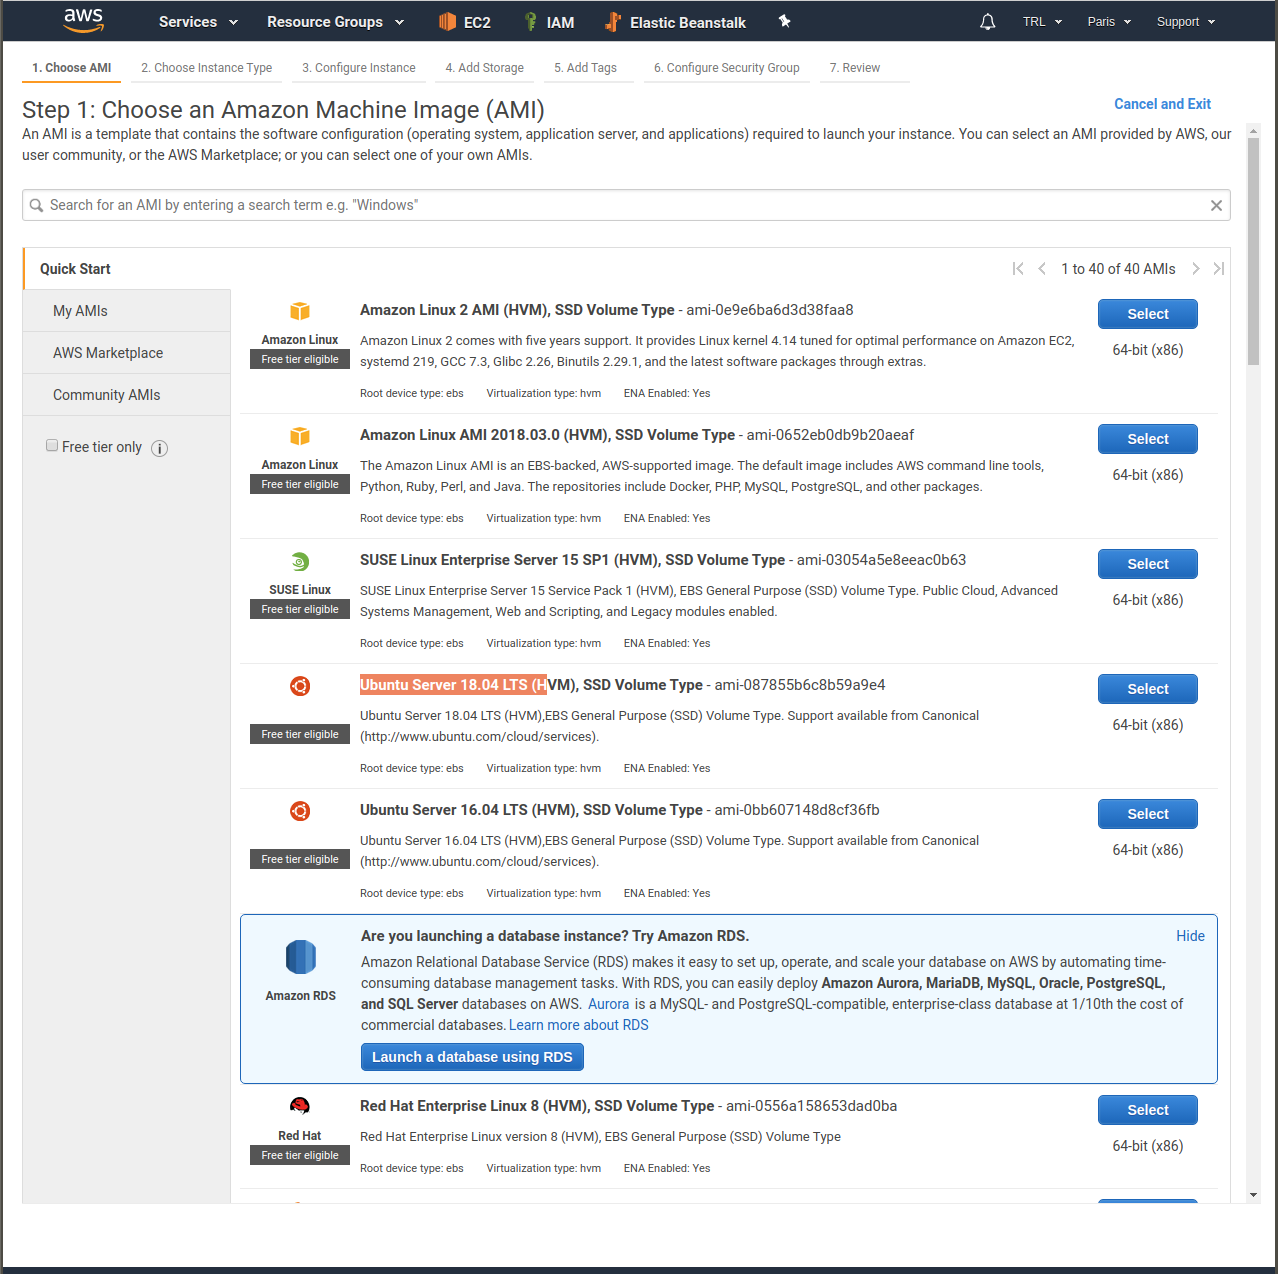 aws Services Resource Groups EC2 IAM Elastic Beanstalk TRL Paris Support
1. Choose AMI 2. Choose Instance Type 3. Configure Instance 4. Add Storage 5. Add Tags 6. Configure Security Group 7. Review
Step 1: Choose an Amazon Machine Image (AMI)
Cancel and Exit
An AMI is a template that contains the software configuration (operating system, application server, and applications) required to launch your instance. You can select an AMI provided by AWS, our
user community, or the AWS Marketplace; or you can select one of your own AMIs.
Search for an AMI by entering a search term e.g. "Windows"
Quick Start
1 to 40 of 40 AMIs
My AMIs
AWS Marketplace
Community AMIs
Free tier only
Amazon Linux
Free tier eligible
Amazon Linux 2 AMI (HVM), SSD Volume Type - ami-0e9e6ba6d3d38faa8
Amazon Linux 2 comes with five years support. It provides Linux kernel 4.14 tuned for optimal performance on Amazon EC2,
systemd 219, GCC 7.3, Glibc 2.26, Binutils 2.29.1, and the latest software packages through extras.
Root device type: ebs Virtualization type: hvm ENA Enabled: Yes
Select
64-bit (x86)
Amazon Linux
Free tier eligible
Amazon Linux AMI 2018.03.0 (HVM), SSD Volume Type - ami-0652eb0db9b20aeaf
The Amazon Linux AMI is an EBS-backed, AWS-supported image. The default image includes AWS command line tools,
Python, Ruby, Perl, and Java. The repositories include Docker, PHP, MySQL, PostgreSQL, and other packages.
Root device type: ebs Virtualization type: hvm ENA Enabled: Yes
Select
64-bit (x86)
SUSE Linux
Free tier eligible
SUSE Linux Enterprise Server 15 SP1 (HVM), SSD Volume Type - ami-03054a5e8eeac0b63
SUSE Linux Enterprise Server 15 Service Pack 1 (HVM), EBS General Purpose (SSD) Volume Type. Public Cloud, Advanced
Systems Management, Web and Scripting, and Legacy modules enabled.
Root device type: ebs Virtualization type: hvm ENA Enabled: Yes
Select
64-bit (x86)
Free tier eligible
Ubuntu Server 18.04 LTS (HVM), SSD Volume Type - ami-087855b6c8b59a9e4
Ubuntu Server 18.04 LTS (HVM),EBS General Purpose (SSD) Volume Type. Support available from Canonical
(http://www.ubuntu.com/cloud/services).
Root device type: ebs Virtualization type: hvm ENA Enabled: Yes
Select
64-bit (x86)
Free tier eligible
Ubuntu Server 16.04 LTS (HVM), SSD Volume Type - ami-0bb607148d8cf36fb
Ubuntu Server 16.04 LTS (HVM),EBS General Purpose (SSD) Volume Type. Support available from Canonical
(http://www.ubuntu.com/cloud/services).
Root device type: ebs Virtualization type: hvm ENA Enabled: Yes
Select
64-bit (x86)
Amazon RDS
Are you launching a database instance? Try Amazon RDS.
Hide
Amazon Relational Database Service (RDS) makes it easy to set up, operate, and scale your database on AWS by automating time-
consuming database management tasks. With RDS, you can easily deploy Amazon Aurora, MariaDB, MySQL, Oracle, PostgreSQL,
and SQL Server databases on AWS. Aurora is a MySQL- and PostgreSQL-compatible, enterprise-class database at 1/10th the cost of
commercial databases. Learn more about RDS
Launch a database using RDS
Red Hat
Free tier eligible
Red Hat Enterprise Linux 8 (HVM), SSD Volume Type - ami-0556a158653dad0ba
Red Hat Enterprise Linux version 8 (HVM), EBS General Purpose (SSD) Volume Type
Root device type: ebs Virtualization type: hvm ENA Enabled: Yes
Select
64-bit (x86)